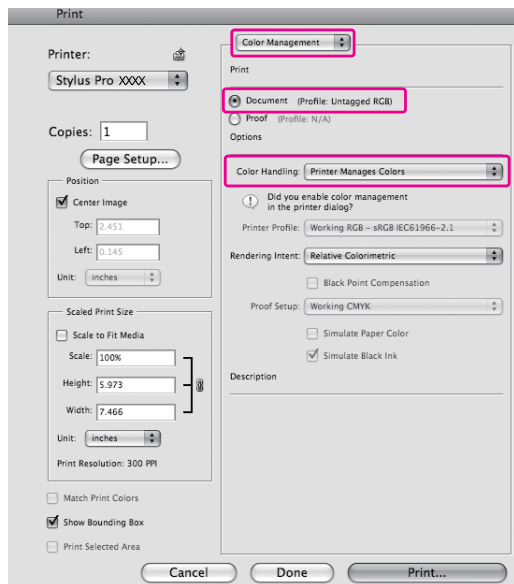 Print
Printer:
Stylus Pro XXXX
Copies: 1
Page Setup...
Position
Center Image
Top: 2.451
Left: 0.145
Unit: inches
Scaled Print Size
Scale to Fit Media
Scale: 100%
Height: 5.973
Width: 7.466
Unit: inches
Print Resolution: 300 PPI
Match Print Colors
Show Bounding Box
Print Selected Area
Color Management
Print
Document (Profile: Untagged RGB)
Proof (Profile: N/A)
Options
Color Handling: Printer Manages Colors
Did you enable color management
in the printer dialog?
Printer Profile: Working RGB - sRGB IEC61966-2.1
Rendering Intent: Relative Colorimetric
Black Point Compensation
Proof Setup: Working CMYK
Simulate Paper Color
Simulate Black Ink
Description
Cancel
Done
Print...